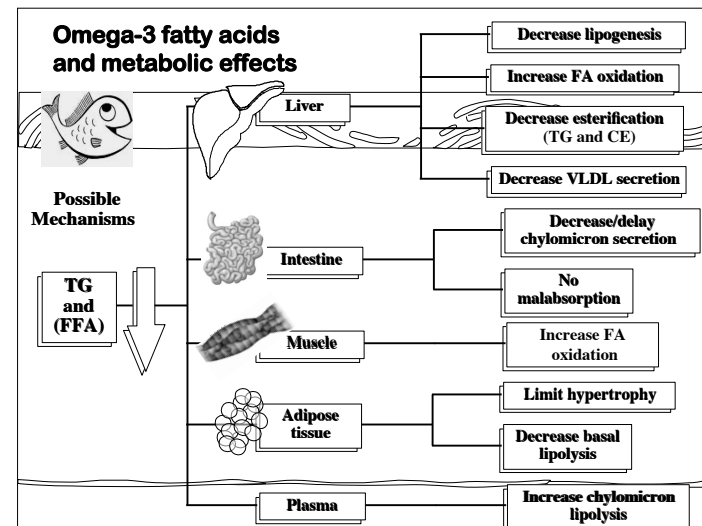 Omega-3 fatty acids
and metabolic effects
Possible
Mechanisms
TG
and
(FFA)
Liver
Decrease lipogenesis
Increase FA oxidation
Decrease esterification
(TG and CE)
Decrease VLDL secretion
Intestine
Decrease/delay
chylomicron secretion
No
malabsorption
Muscle
Increase FA
oxidation
Adipose
tissue
Limit hypertrophy
Decrease basal
lipolysis
Plasma
Increase chylomicron
lipolysis